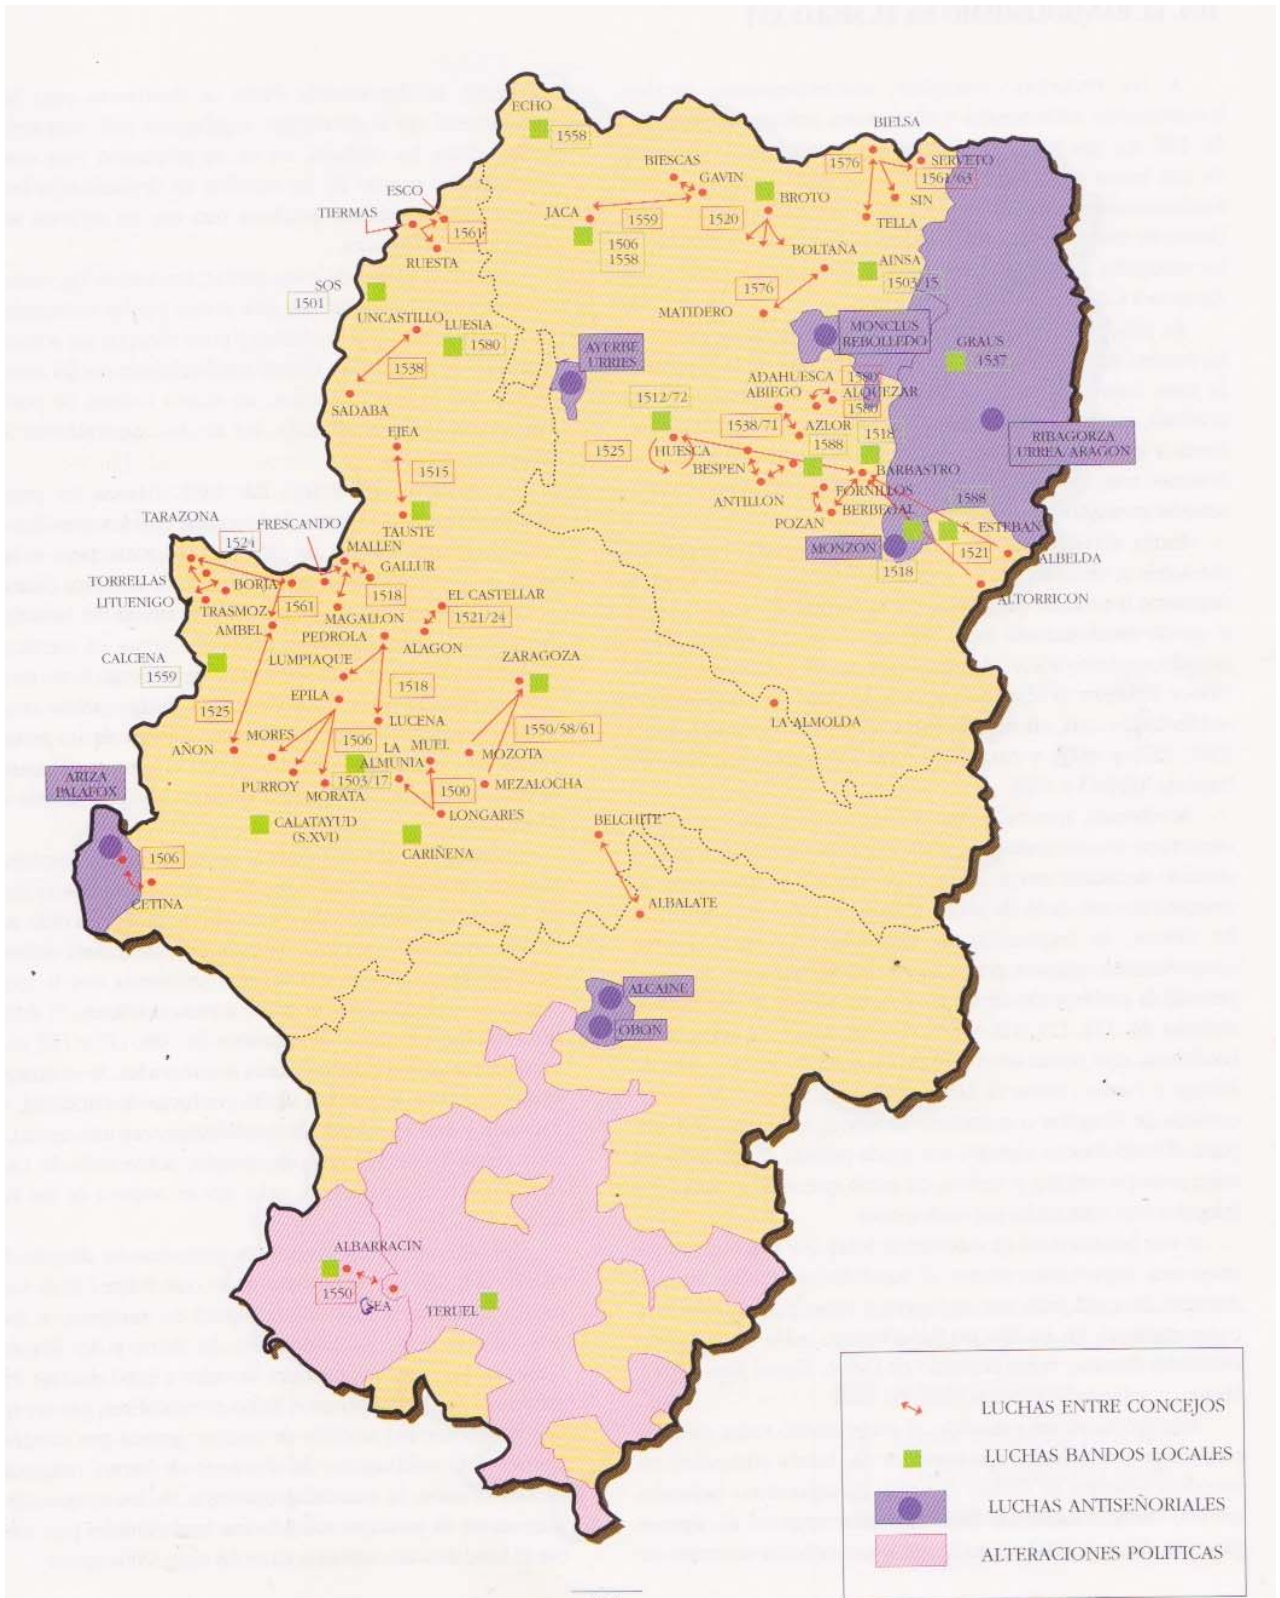 ECHO
1558
BIELSA
BIESCAS
GAVIN
1576
SERVETO
1561/63
SIN
TELLA
ESCO
TIERMAS
1561
RUESTA
JACA
1559
1506
1558
1520
BROTO
BOLTAÑA
AINSA
1503/15
SOS
1501
1576
MATIDERO
UNCASTILLO
LUESIA
1580
MONCLUS
REBOLLEDO
AYERBE
URRIES
GRAUS
1537
1538
SADABA
ADAHUESCA
1580
ABIEGO
ALQUEZAR
1580
1512/72
1538/71
AZLOR
1588
1518
EJEA
1525
HUESCA
BESPEN
BARBASTRO
RIBAGORZA
URREA, ARAGON
1515
ANTILLON
FORNILLOS
BERBEGAL
POZAN
1588
TAUSTE
S. ESTEBAN
MONZON
1518
1521
ALBELDA
ALTORRICON
TARAZONA
FRESCANDO
1524
MALLEN
GALLUR
TORRELLAS
BORJA
LITUENIGO
TRASMOZ
1561
1518
EL CASTELLAR
1521/24
MAGALLON
AMBEL
PEDROLA
ALAGON
CALCENA
1559
LUMPIAQUE
ZARAGOZA
EPILA
1518
1525
LUCENA
LA ALMOLDA
MORES
1506
1550/58/61
AÑON
LA
ALMUNIA
MUEL
MOZOTA
ARIZA
PALAFOX
PURROY
MORATA
1503/17
1500
MEZALOCHA
LONGARES
CALATAYUD
(S.XVI)
CARIÑENA
BELCHITE
1506
CETINA
ALBALATE
ALCAINE
OBON
ALBARRACIN
1550
GEA
TERUEL
LUCHAS ENTRE CONCEJOS
LUCHAS BANDOS LOCALES
LUCHAS ANTISEÑORIALES
ALTERACIONES POLITICAS